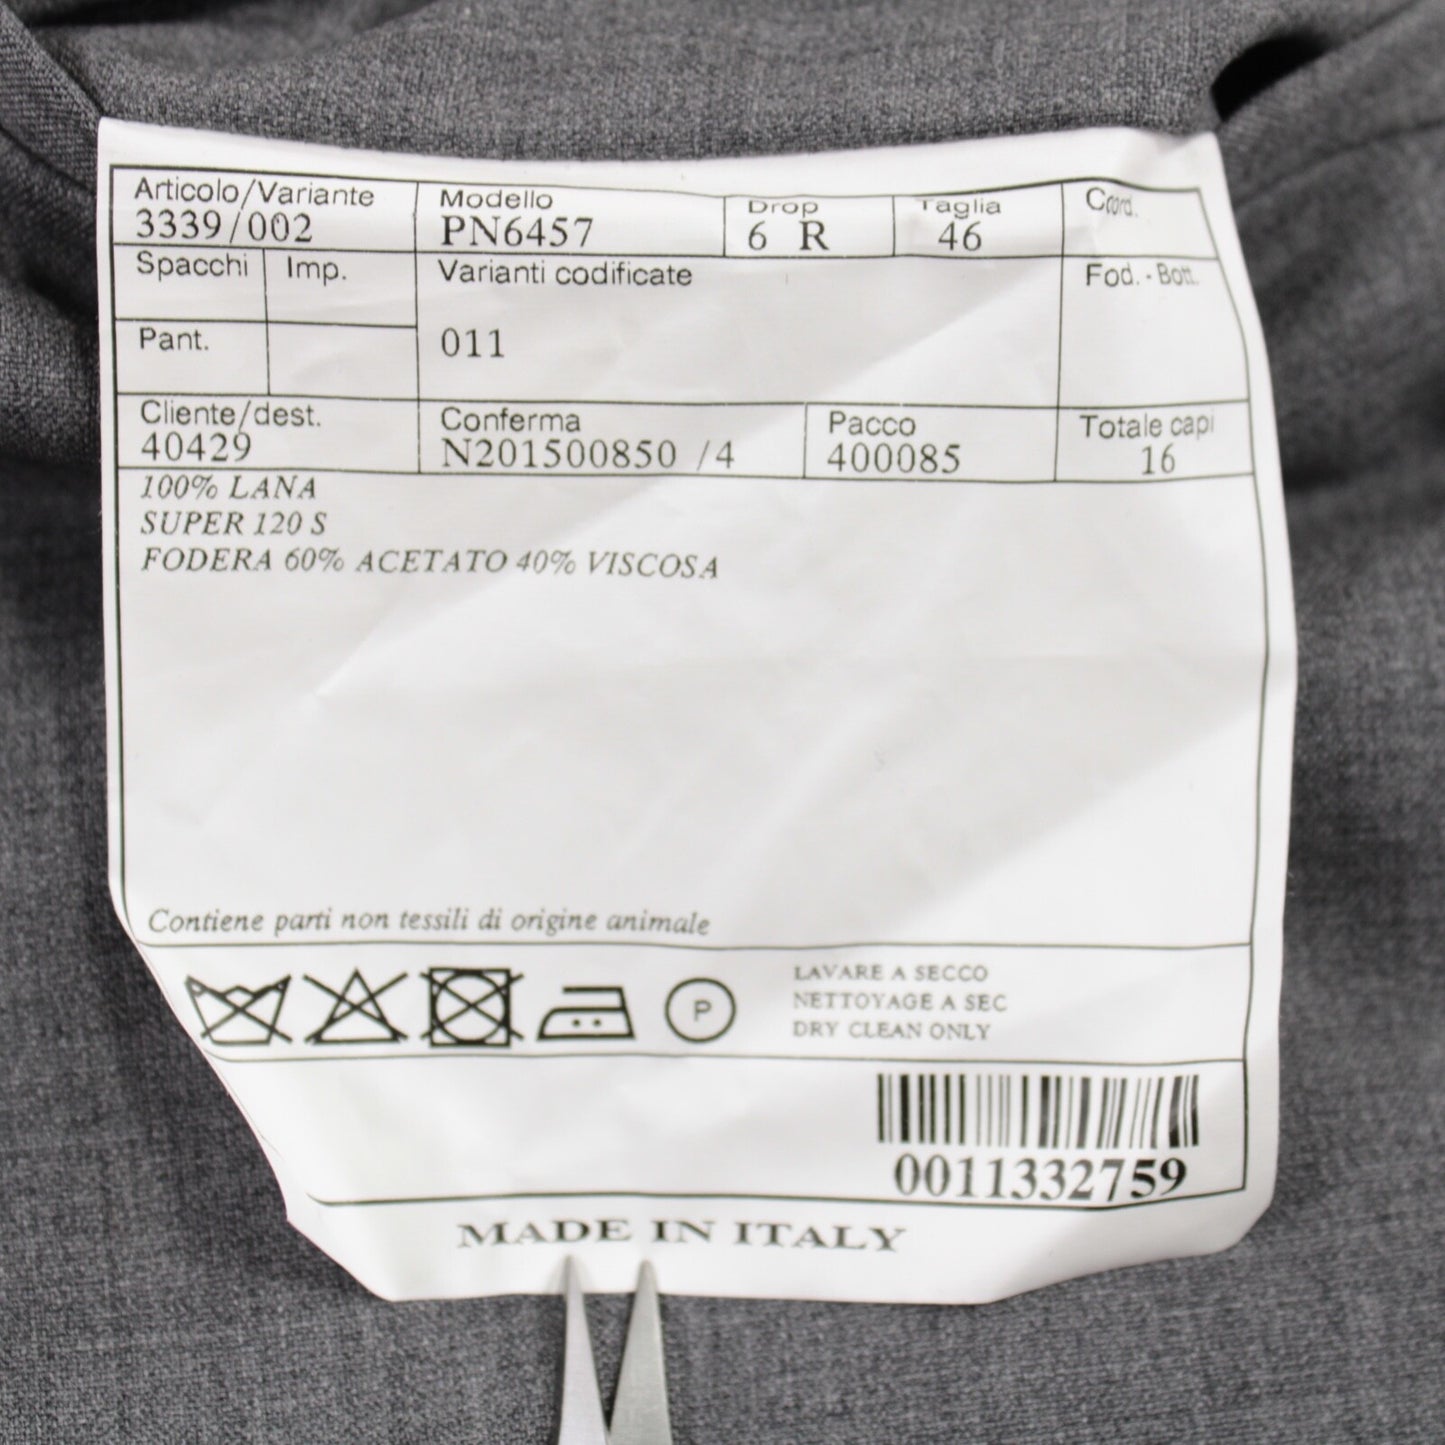 Articolo/Variante Modello Drop Taglia Coord.
3339/002 PN6457 6 R 46
Spacchi Imp. Varianti codificate Fod. - Bott.
Pant. 011
Cliente/dest. Conferma Pacco Totale capi
40429 N201500850 /4 400085 16
100% LANA
SUPER 120 S
FODERA 60% ACETATO 40% VISCOSA
Contiene parti non tessili di origine animale
P
LAVARE A SECCO
NETTOYAGE A SEC
DRY CLEAN ONLY
0011332759
MADE IN ITALY